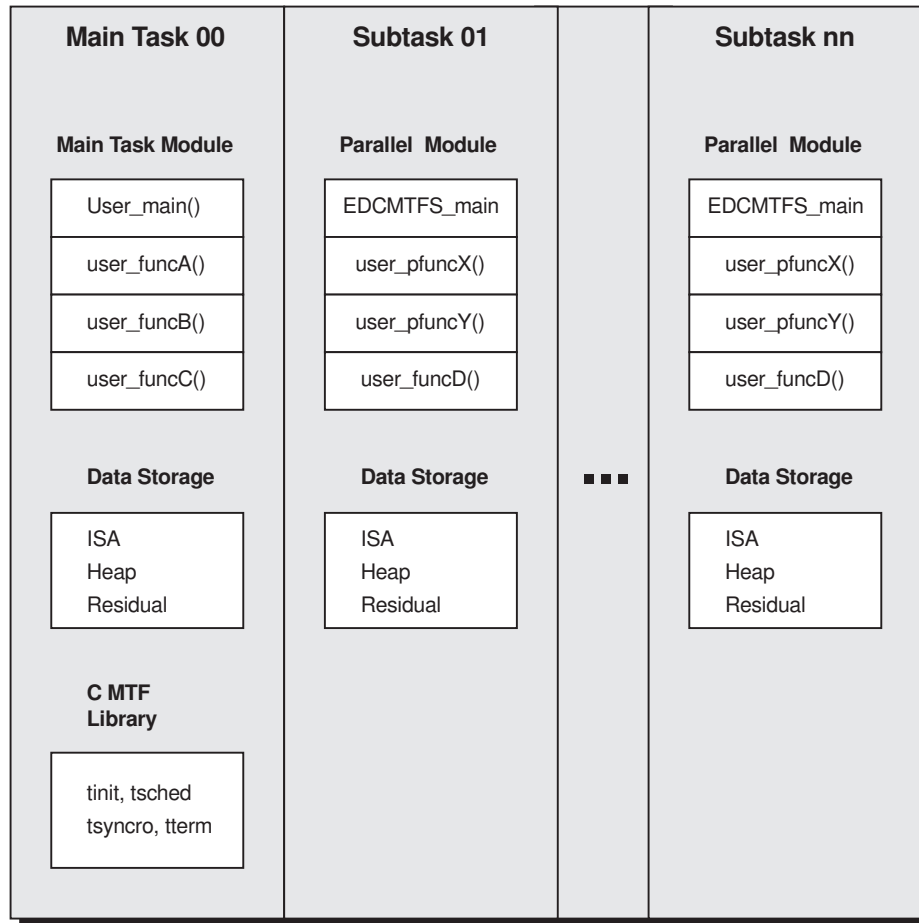 Main Task 00
Main Task Module
User_main()
user_funcA()
user_funcB()
user_funcC()
Data Storage
ISA
Heap
Residual
C MTF
Library
tinit, tsched
tsyncro, tterm
Subtask 01
Parallel Module
EDCMTFS_main
user_pfuncX()
user_pfuncY()
user_funcD()
Data Storage
ISA
Heap
Residual
Subtask nn
Parallel Module
EDCMTFS_main
user_pfuncX()
user_pfuncY()
user_funcD()
Data Storage
ISA
Heap
Residual